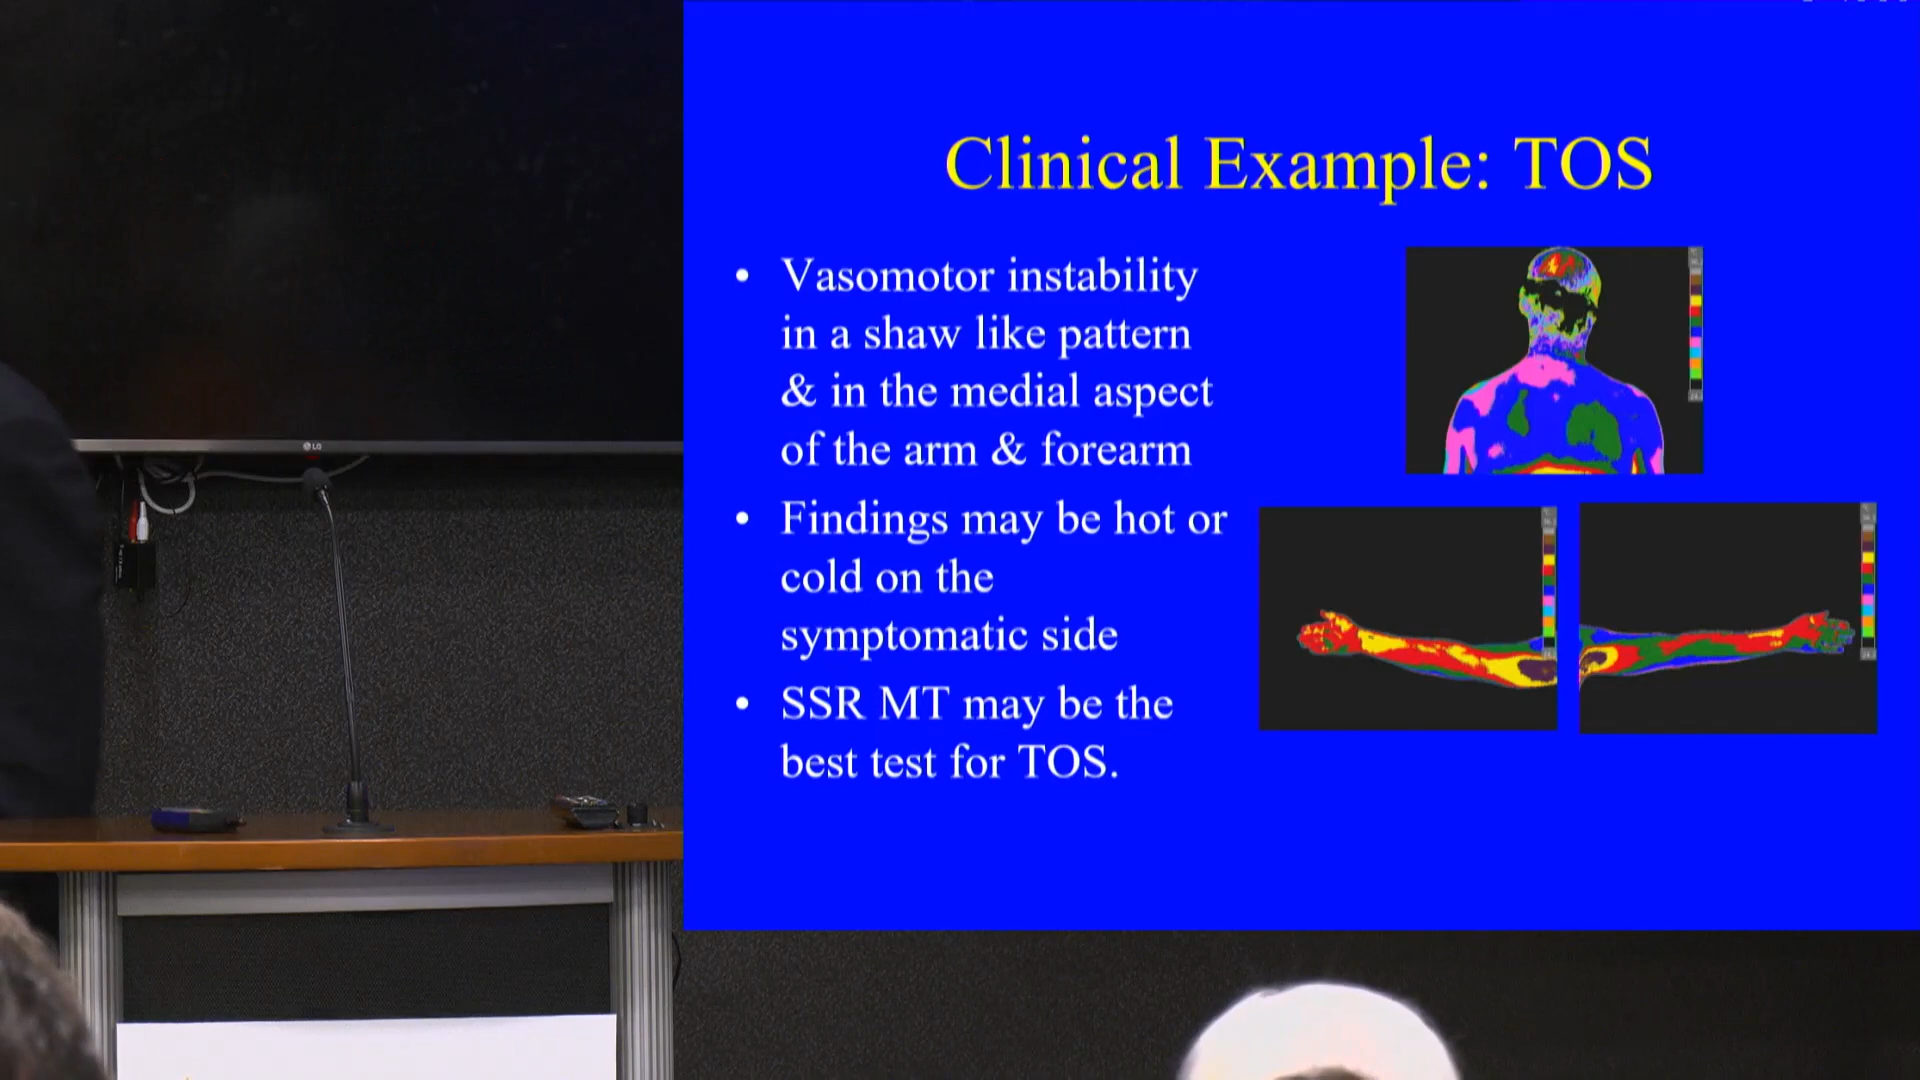 Clinical Example: TOS
• Vasomotor instability
in a shaw like pattern
& in the medial aspect
of the arm & forearm
• Findings may be hot or
cold on the
symptomatic side
• SSR MT may be the
best test for TOS.
LG